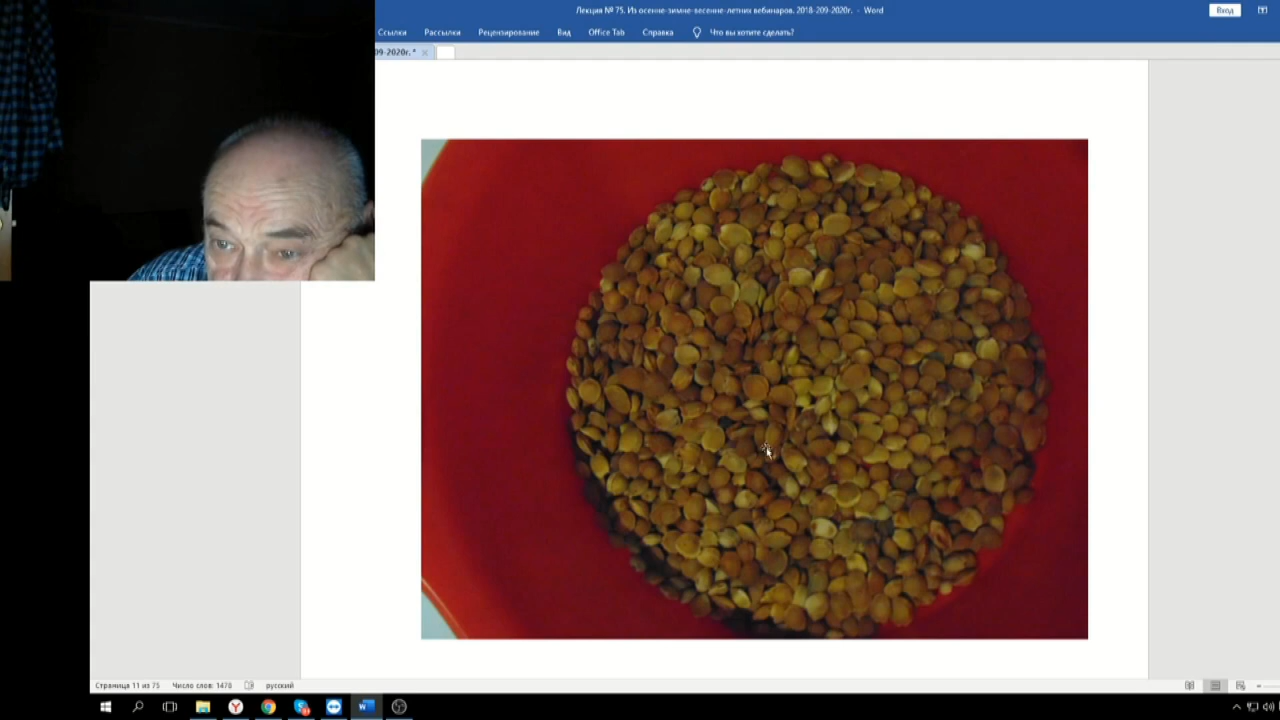 Лекция № 75. Из осенне-зимне-весенне-летних вебинаров. 2018-209-2020г. - Word
Вход
Ссылки Рассылки Рецензирование Вид Office Tab Справка Что вы хотите сделать?
09-2020г. *
Страница 11 из 75 Число слов: 1478 русский